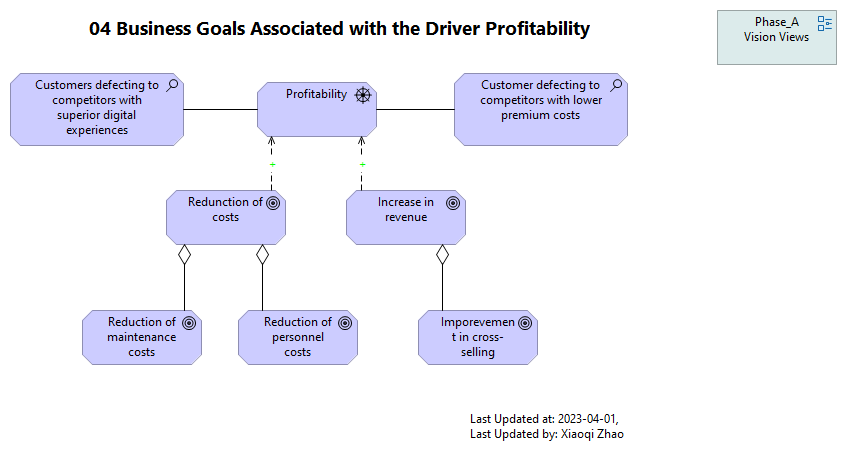 04 Business Goals Associated with the Driver Profitability
Phase_A
Vision Views
Customers defecting to
competitors with
superior digital
experiences
Profitability
Customer defecting to
competitors with lower
premium costs
+
+
Redunction of
costs
Increase in
revenue
Reduction of
maintenance
costs
Reduction of
personnel
costs
Imporevemen
t in cross-
selling
Last Updated at: 2023-04-01,
Last Updated by: Xiaoqi Zhao